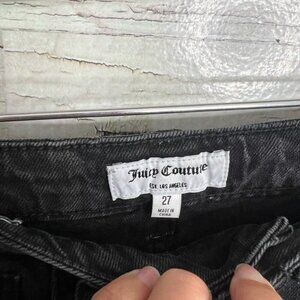 Juicy Couture
EST. LOS ANGELES
27
MADE IN
CHINA